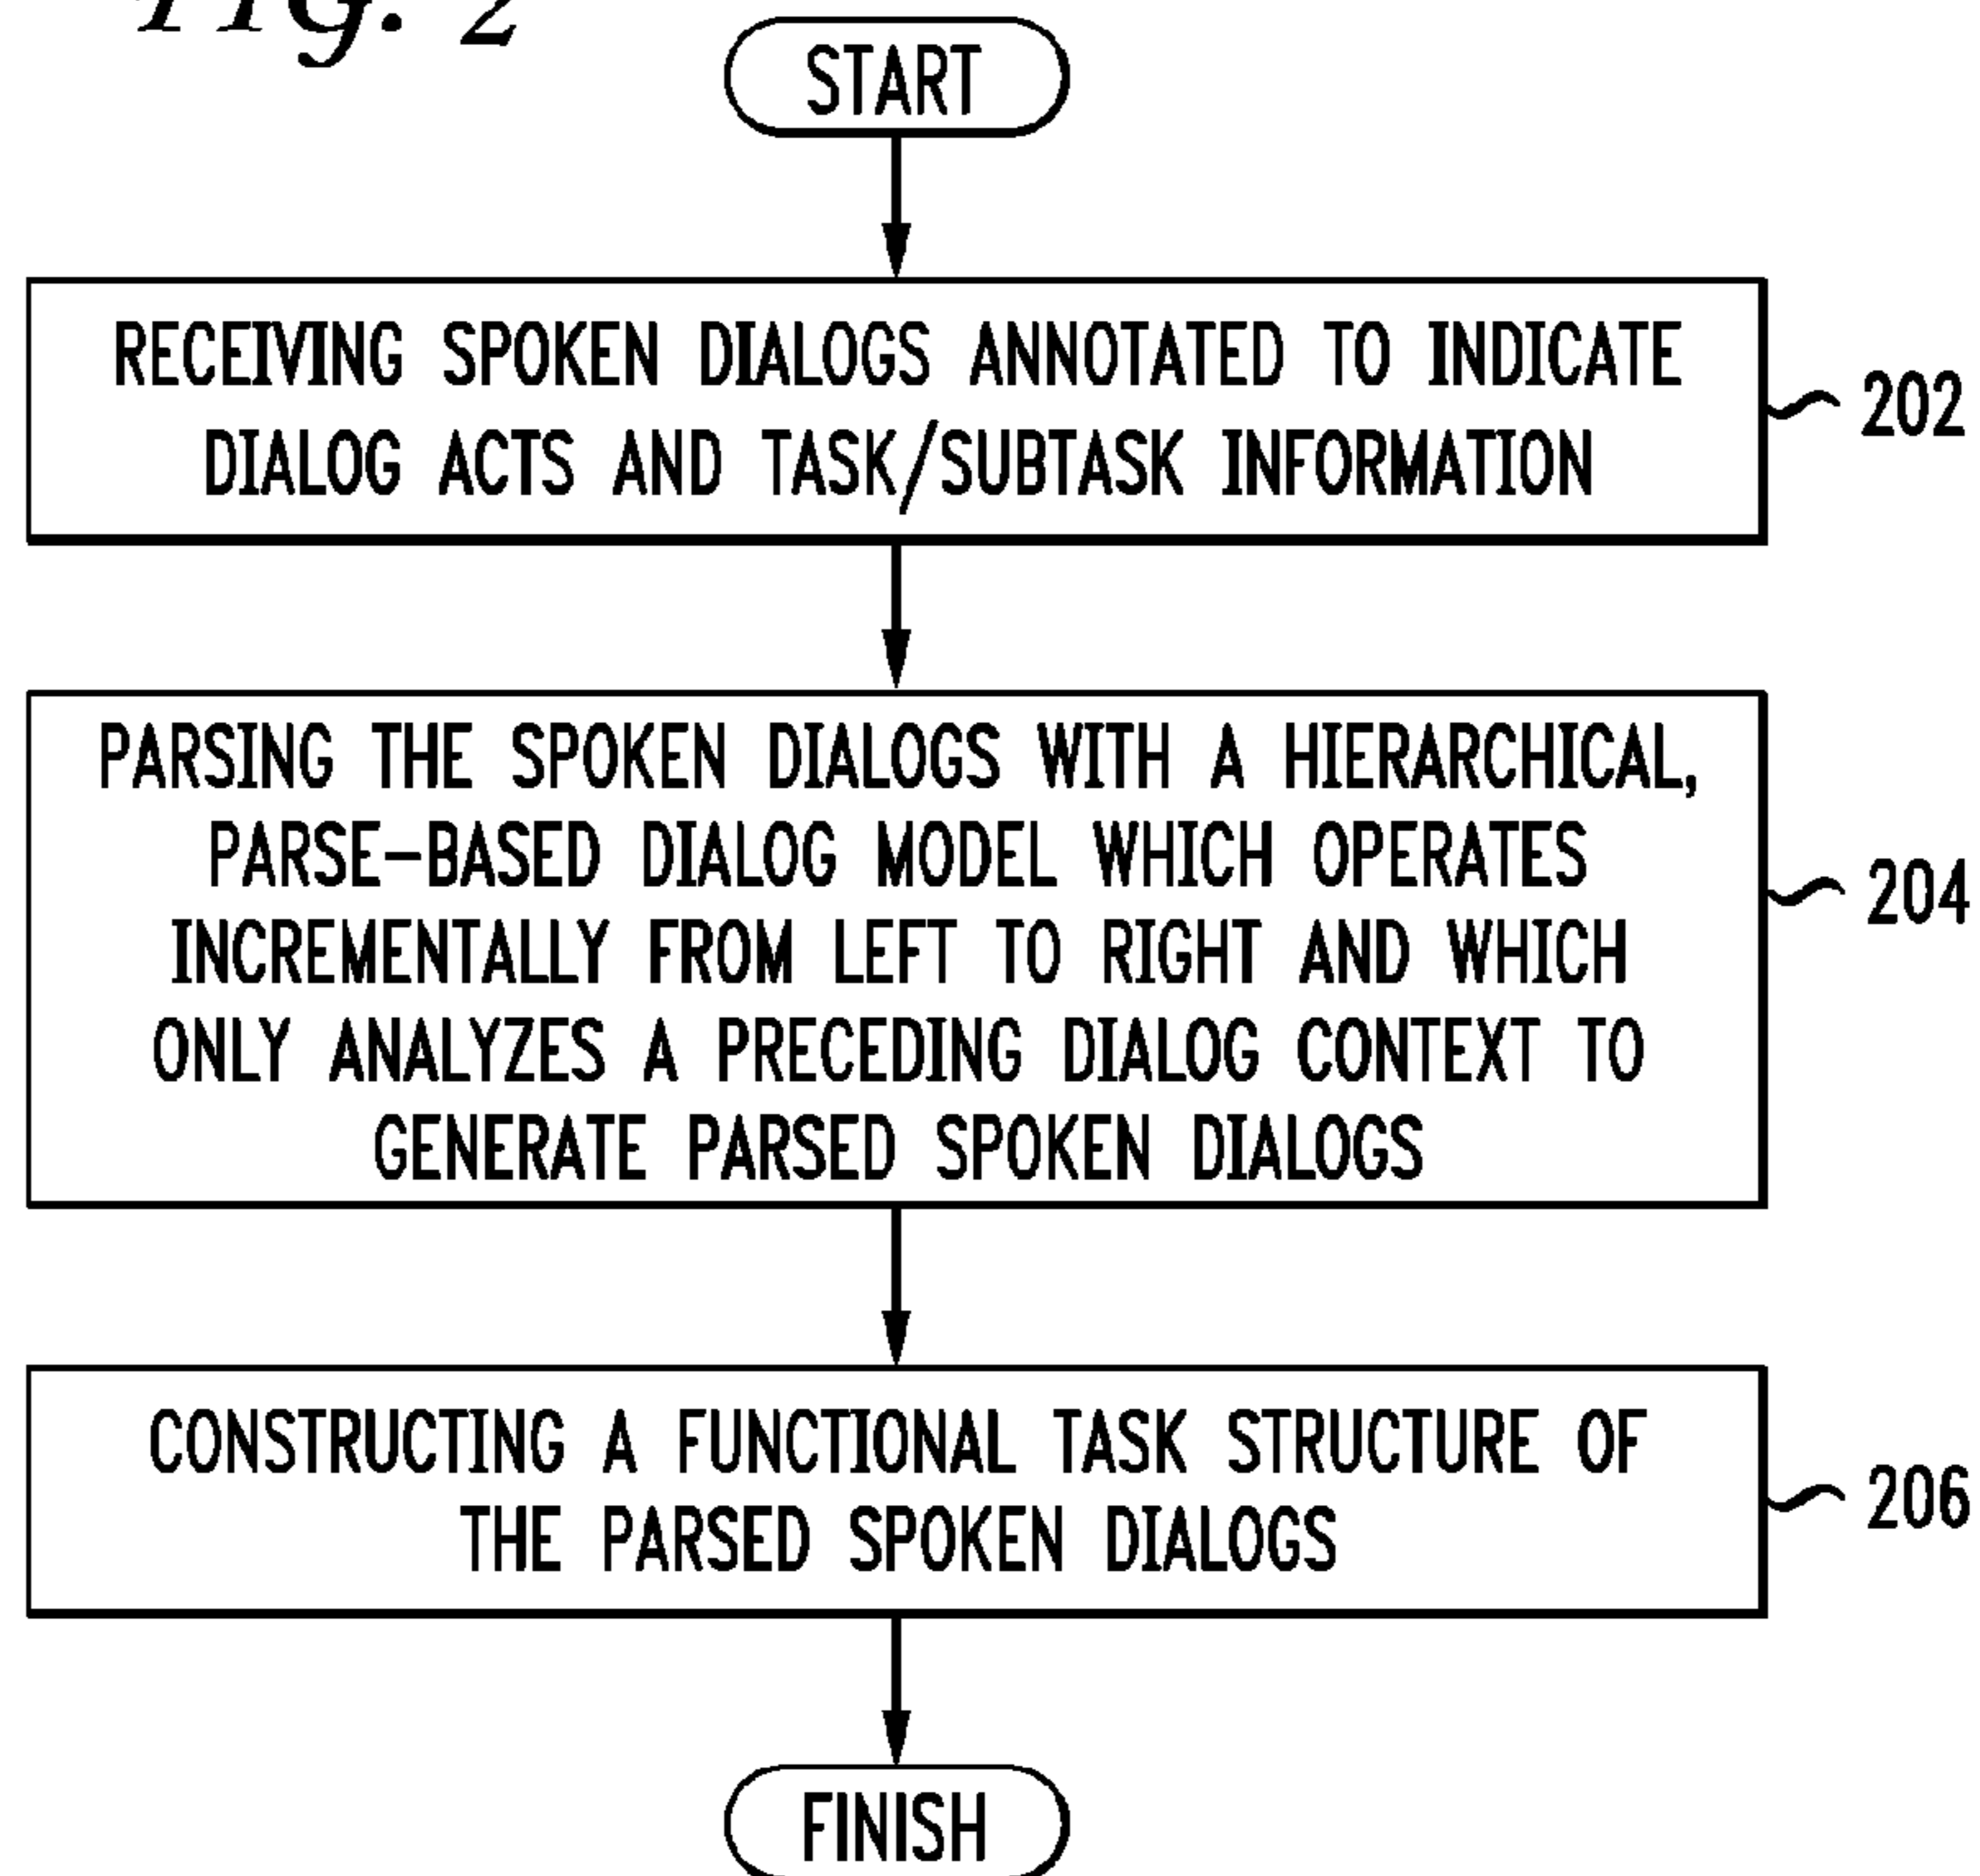 FIG. 2
START
RECEIVING SPOKEN DIALOGS ANNOTATED TO INDICATE
DIALOG ACTS AND TASK/SUBTASK INFORMATION
202
PARSING THE SPOKEN DIALOGS WITH A HIERARCHICAL,
PARSE-BASED DIALOG MODEL WHICH OPERATES
INCREMENTALLY FROM LEFT TO RIGHT AND WHICH
ONLY ANALYZES A PRECEDING DIALOG CONTEXT TO
GENERATE PARSED SPOKEN DIALOGS
204
CONSTRUCTING A FUNCTIONAL TASK STRUCTURE OF
THE PARSED SPOKEN DIALOGS
206
FINISH